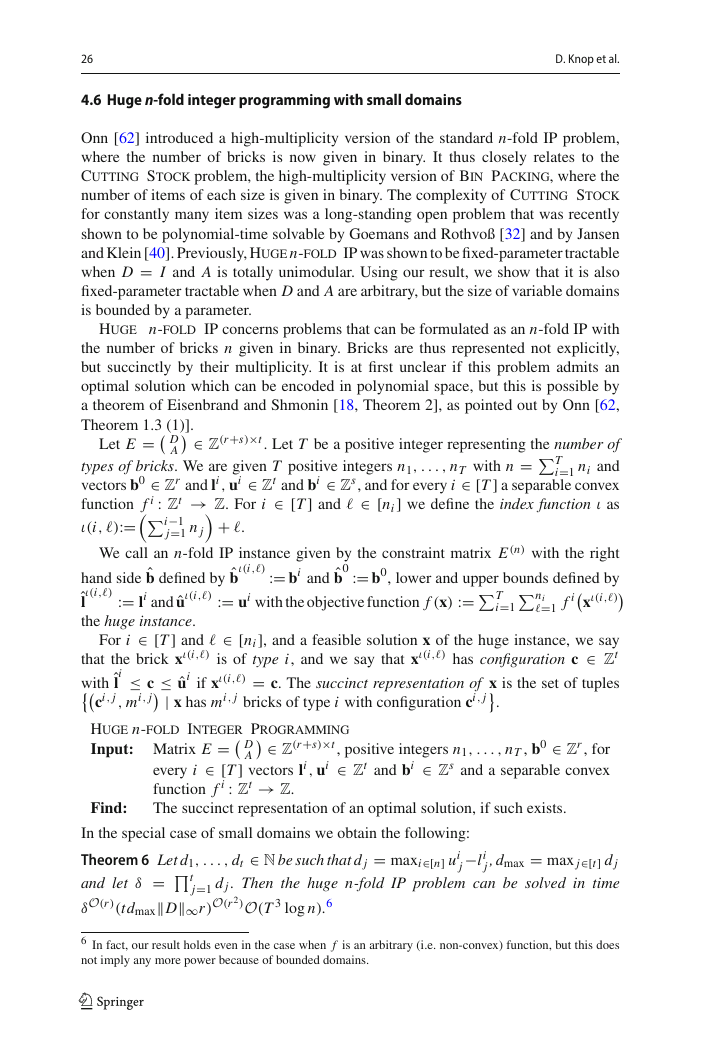 26
D. Knop et al.
4.6 Huge n-fold integer programming with small domains
Onn [62] introduced a high-multiplicity version of the standard n-fold IP problem,
where the number of bricks is now given in binary. It thus closely relates to the
CUTTING STOCK problem, the high-multiplicity version of BIN PACKING, where the
number of items of each size is given in binary. The complexity of CUTTING STOCK
for constantly many item sizes was a long-standing open problem that was recently
shown to be polynomial-time solvable by Goemans and Rothvoß [32] and by Jansen
and Klein [40]. Previously, HUGE n-FOLD IP was shown to be fixed-parameter tractable
when D = I and A is totally unimodular. Using our result, we show that it is also
fixed-parameter tractable when D and A are arbitrary, but the size of variable domains
is bounded by a parameter.
HUGE n-FOLD IP concerns problems that can be formulated as an n-fold IP with
the number of bricks n given in binary. Bricks are thus represented not explicitly,
but succinctly by their multiplicity. It is at first unclear if this problem admits an
optimal solution which can be encoded in polynomial space, but this is possible by
a theorem of Eisenbrand and Shmonin [18, Theorem 2], as pointed out by Onn [62,
Theorem 1.3 (1)].
Let E = (D A) ∈ ℤ^{(r+s)×t}. Let T be a positive integer representing the number of
types of bricks. We are given T positive integers n_1, . . . , n_T with n = ∑_{i=1}^{T} n_i and
vectors b^0 ∈ ℤ^r and l^i, u^i ∈ ℤ^t and b^i ∈ ℤ^s, and for every i ∈ [T] a separable convex
function f^i : ℤ^t → ℤ. For i ∈ [T] and ℓ ∈ [n_i] we define the index function ι as
ι(i, ℓ):=(∑_{j=1}^{i−1} n_j) + ℓ.
We call an n-fold IP instance given by the constraint matrix E^{(n)} with the right
hand side b̂ defined by b̂^{ι(i,ℓ)} := b^i and b̂^0 := b^0, lower and upper bounds defined by
l̂^{ι(i,ℓ)} := l^i and û^{ι(i,ℓ)} := u^i with the objective function f(x) := ∑_{i=1}^{T} ∑_{ℓ=1}^{n_i} f^i(x^{ι(i,ℓ)})
the huge instance.
For i ∈ [T] and ℓ ∈ [n_i], and a feasible solution x of the huge instance, we say
that the brick x^{ι(i,ℓ)} is of type i, and we say that x^{ι(i,ℓ)} has configuration c ∈ ℤ^t
with l̂^i ≤ c ≤ û^i if x^{ι(i,ℓ)} = c. The succinct representation of x is the set of tuples
{(c^{i,j}, m^{i,j}) | x has m^{i,j} bricks of type i with configuration c^{i,j}}.
HUGE n-FOLD INTEGER PROGRAMMING
Input: Matrix E = (D A) ∈ ℤ^{(r+s)×t}, positive integers n_1, . . . , n_T, b^0 ∈ ℤ^r, for
every i ∈ [T] vectors l^i, u^i ∈ ℤ^t and b^i ∈ ℤ^s and a separable convex
function f^i : ℤ^t → ℤ.
Find: The succinct representation of an optimal solution, if such exists.
In the special case of small domains we obtain the following:
Theorem 6 Let d_1, . . . , d_t ∈ ℕ be such that d_j = max_{i∈[n]} u^i_j−l^i_j, d_max = max_{j∈[t]} d_j
and let δ = ∏_{j=1}^{t} d_j. Then the huge n-fold IP problem can be solved in time
δ^{O(r)}(td_max‖D‖_∞r)^{O(r^2)}O(T^3 log n).^6
6 In fact, our result holds even in the case when f is an arbitrary (i.e. non-convex) function, but this does
not imply any more power because of bounded domains.
Springer